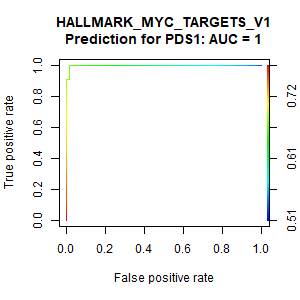 HALLMARK_MYC_TARGETS_V1
Prediction for PDS1: AUC = 1
True positive rate
1.0
0.8
0.6
0.4
0.2
0.0
0.72
0.61
0.51
0.0 0.2 0.4 0.6 0.8 1.0
False positive rate